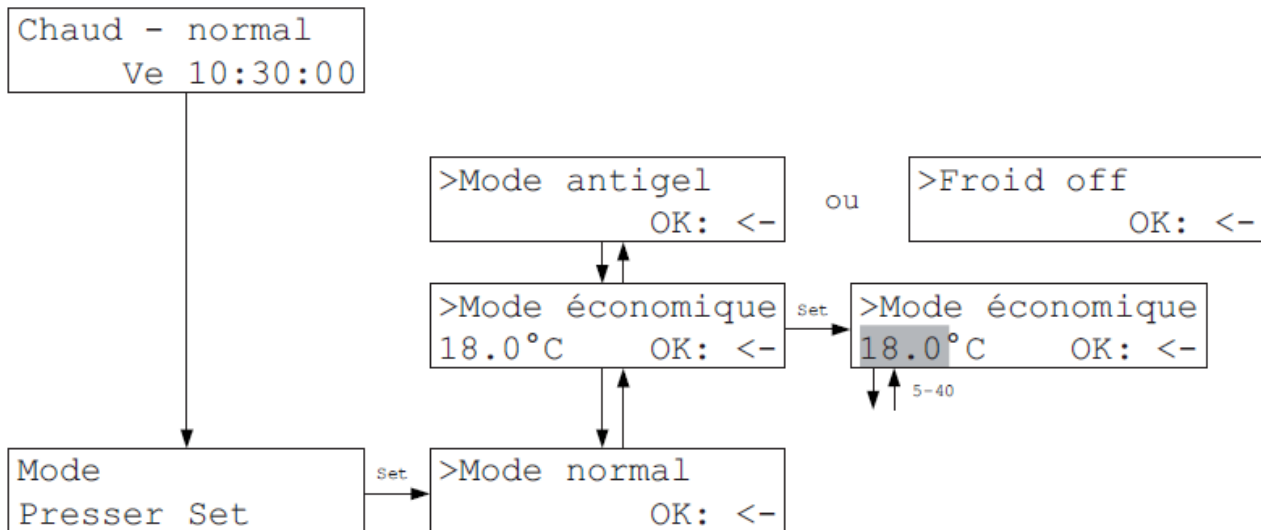 Chaud - normal
Ve 10:30:00
>Mode antigel
OK: <-
ou
>Froid off
OK: <-
>Mode économique
18.0°C OK: <-
Set
>Mode économique
18.0°C OK: <-
5-40
Mode
Presser Set
Set
>Mode normal
OK: <-